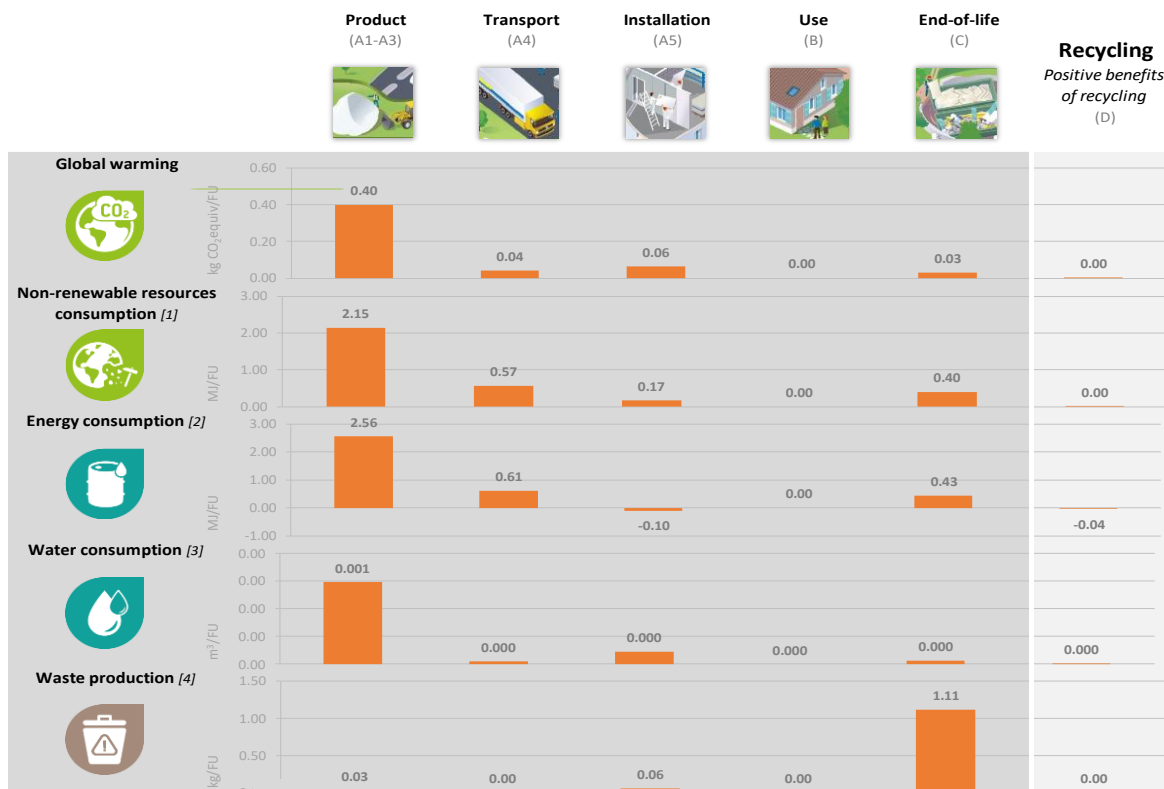 Product
(A1-A3)
Transport
(A4)
Installation
(A5)
Use
(B)
End-of-life
(C)
Recycling
Positive benefits
of recycling
(D)
Global warming
CO₂
kg CO₂equiv/FU
0.60
0.40
0.20
0.00
0.40
0.04
0.06
0.00
0.03
0.00
Non-renewable resources
consumption [1]
MJ/FU
3.00
2.00
1.00
0.00
2.15
0.57
0.17
0.00
0.40
0.00
Energy consumption [2]
MJ/FU
3.00
2.00
1.00
0.00
-1.00
2.56
0.61
-0.10
0.00
0.43
-0.04
Water consumption [3]
m³/FU
0.00
0.00
0.00
0.00
0.00
0.001
0.000
0.000
0.000
0.000
0.000
Waste production [4]
kg/FU
1.50
1.00
0.50
0.03
0.00
0.06
0.00
1.11
0.00